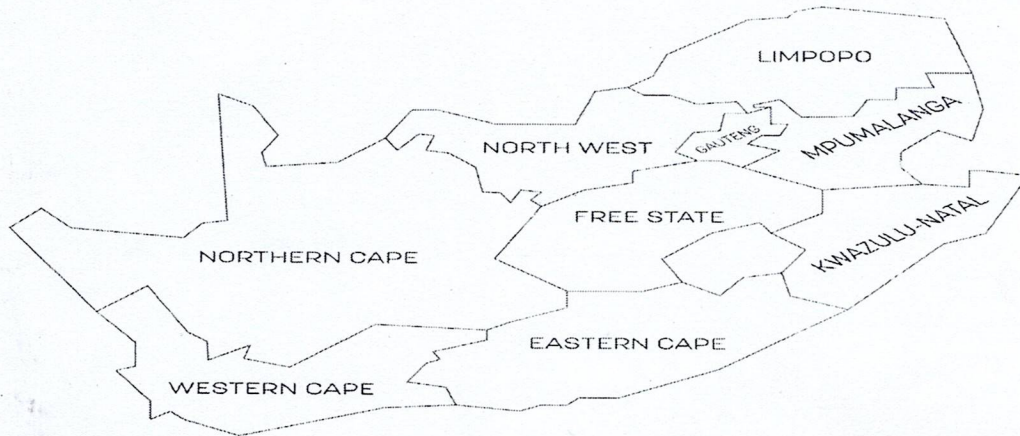 LIMPOPO
MPUMALANGA
GAUTENG
NORTH WEST
FREE STATE
KWAZULU-NATAL
NORTHERN CAPE
EASTERN CAPE
WESTERN CAPE